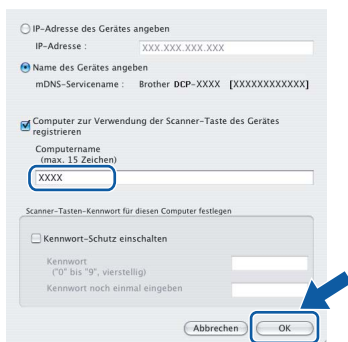 IP-Adresse des Gerätes angeben
IP-Adresse : XXX.XXX.XXX.XXX
Name des Gerätes angeben
mDNS-Servicename : Brother DCP-XXXX [XXXXXXXXXXXX]
Computer zur Verwendung der Scanner-Taste des Gerätes
registrieren
Computername
(max. 15 Zeichen)
XXXX
Scanner-Tasten-Kennwort für diesen Computer festlegen
Kennwort-Schutz einschalten
Kennwort
("0" bis "9", vierstellig)
Kennwort noch einmal eingeben
Abbrechen OK